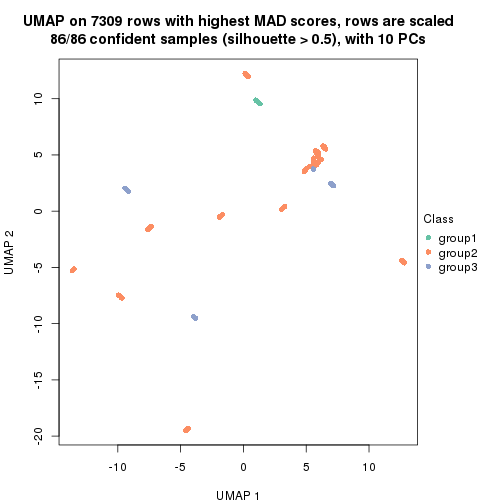 UMAP on 7309 rows with highest MAD scores, rows are scaled
86/86 confident samples (silhouette > 0.5), with 10 PCs
10
5
0
-5
-10
-15
-20
UMAP 2
-10
-5
0
5
10
UMAP 1
Class
group1
group2
group3